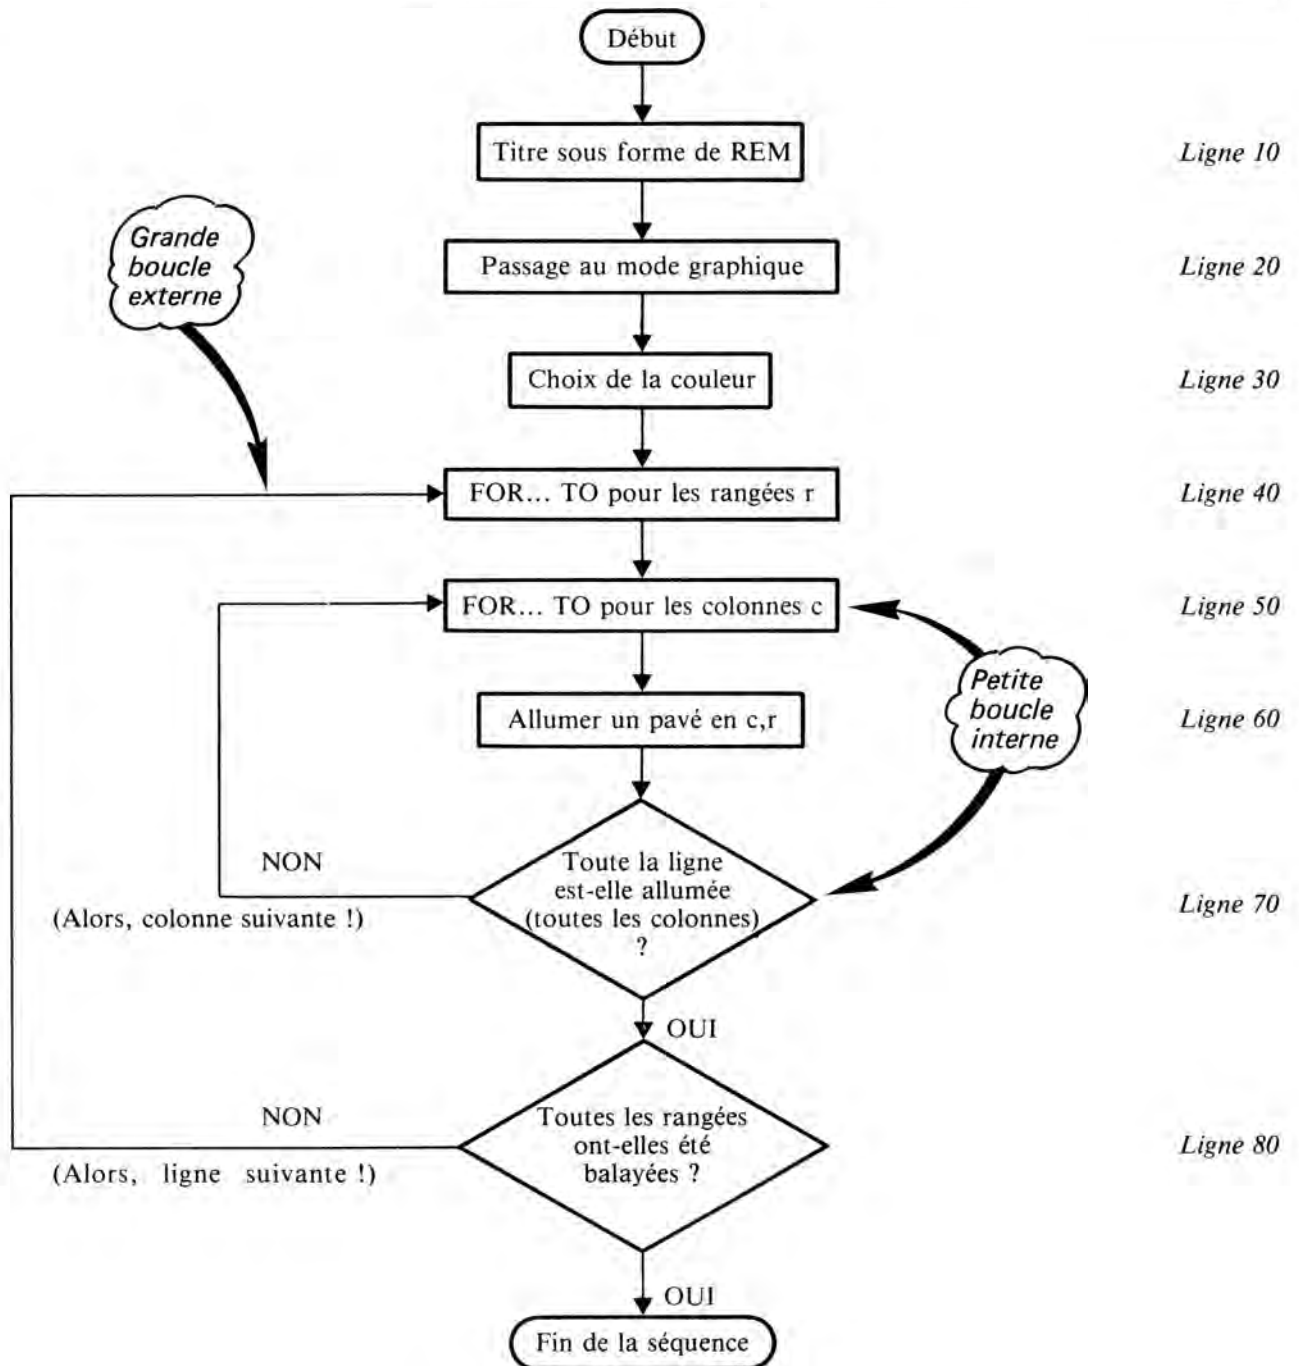 Début
Titre sous forme de REM
Ligne 10
Grande
boucle
externe
Passage au mode graphique
Ligne 20
Choix de la couleur
Ligne 30
FOR... TO pour les rangées r
Ligne 40
FOR... TO pour les colonnes c
Ligne 50
Petite
boucle
interne
Allumer un pavé en c,r
Ligne 60
NON
(Alors, colonne suivante !)
Toute la ligne
est-elle allumée
(toutes les colonnes)
?
Ligne 70
OUI
NON
(Alors, ligne suivante !)
Toutes les rangées
ont-elles été
balayées ?
Ligne 80
OUI
Fin de la séquence